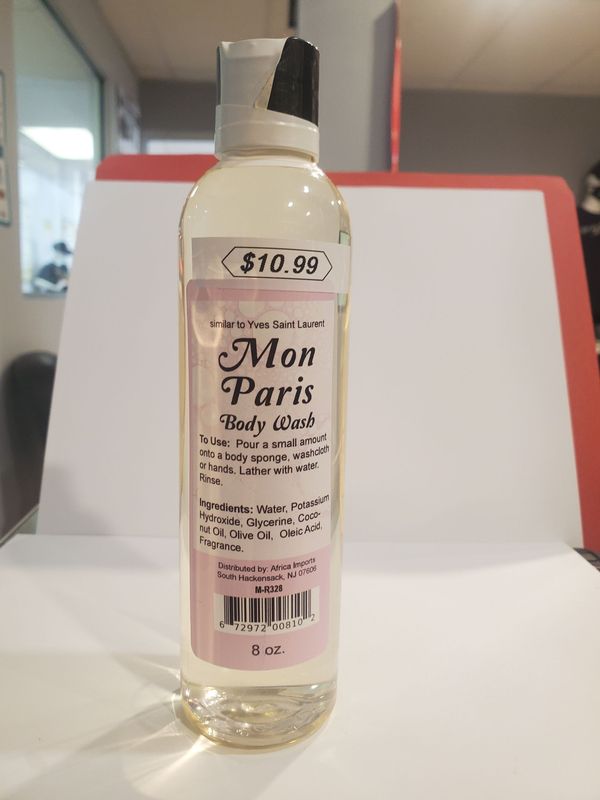 $10.99
similar to Yves Saint Laurent
Mon
Paris
Body Wash
To Use: Pour a small amount
onto a body sponge, washcloth
or hands. Lather with water.
Rinse.
Ingredients: Water, Potassium
Hydroxide, Glycerine, Coco-
nut Oil, Olive Oil, Oleic Acid,
Fragrance.
Distributed by: Africa Imports
South Hackensack, NJ 07606
M-R328
6 72972 00810 2
8 oz.